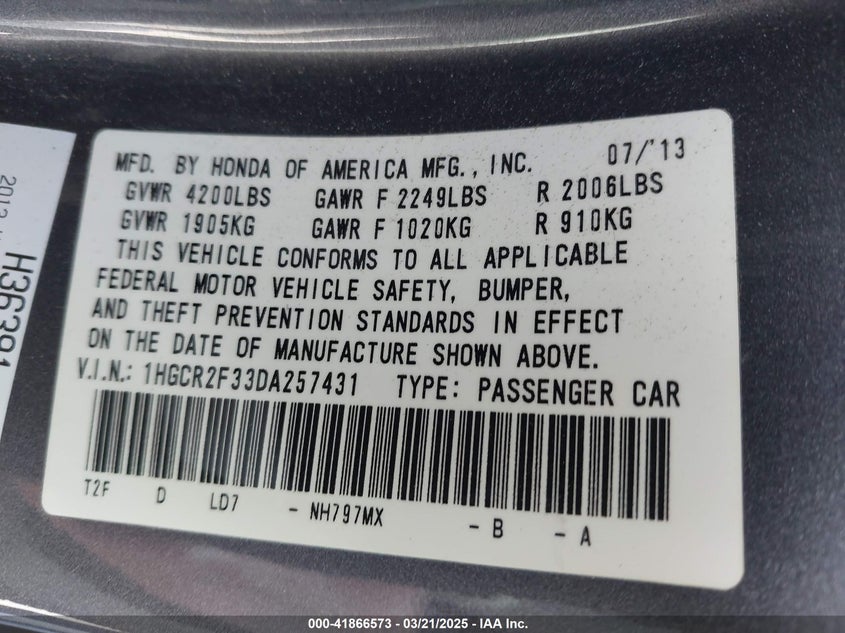 MFD. BY HONDA OF AMERICA MFG., INC. 07/'13
GVWR 4200LBS GAWR F 2249LBS R 2006LBS
GVWR 1905KG GAWR F 1020KG R 910KG
THIS VEHICLE CONFORMS TO ALL APPLICABLE
FEDERAL MOTOR VEHICLE SAFETY, BUMPER,
AND THEFT PREVENTION STANDARDS IN EFFECT
ON THE DATE OF MANUFACTURE SHOWN ABOVE.
V.I.N.: 1HGCR2F33DA257431 TYPE: PASSENGER CAR
T2F D LD7 - NH797MX - B - A
000-41866573 - 03/21/2025 - IAA Inc.